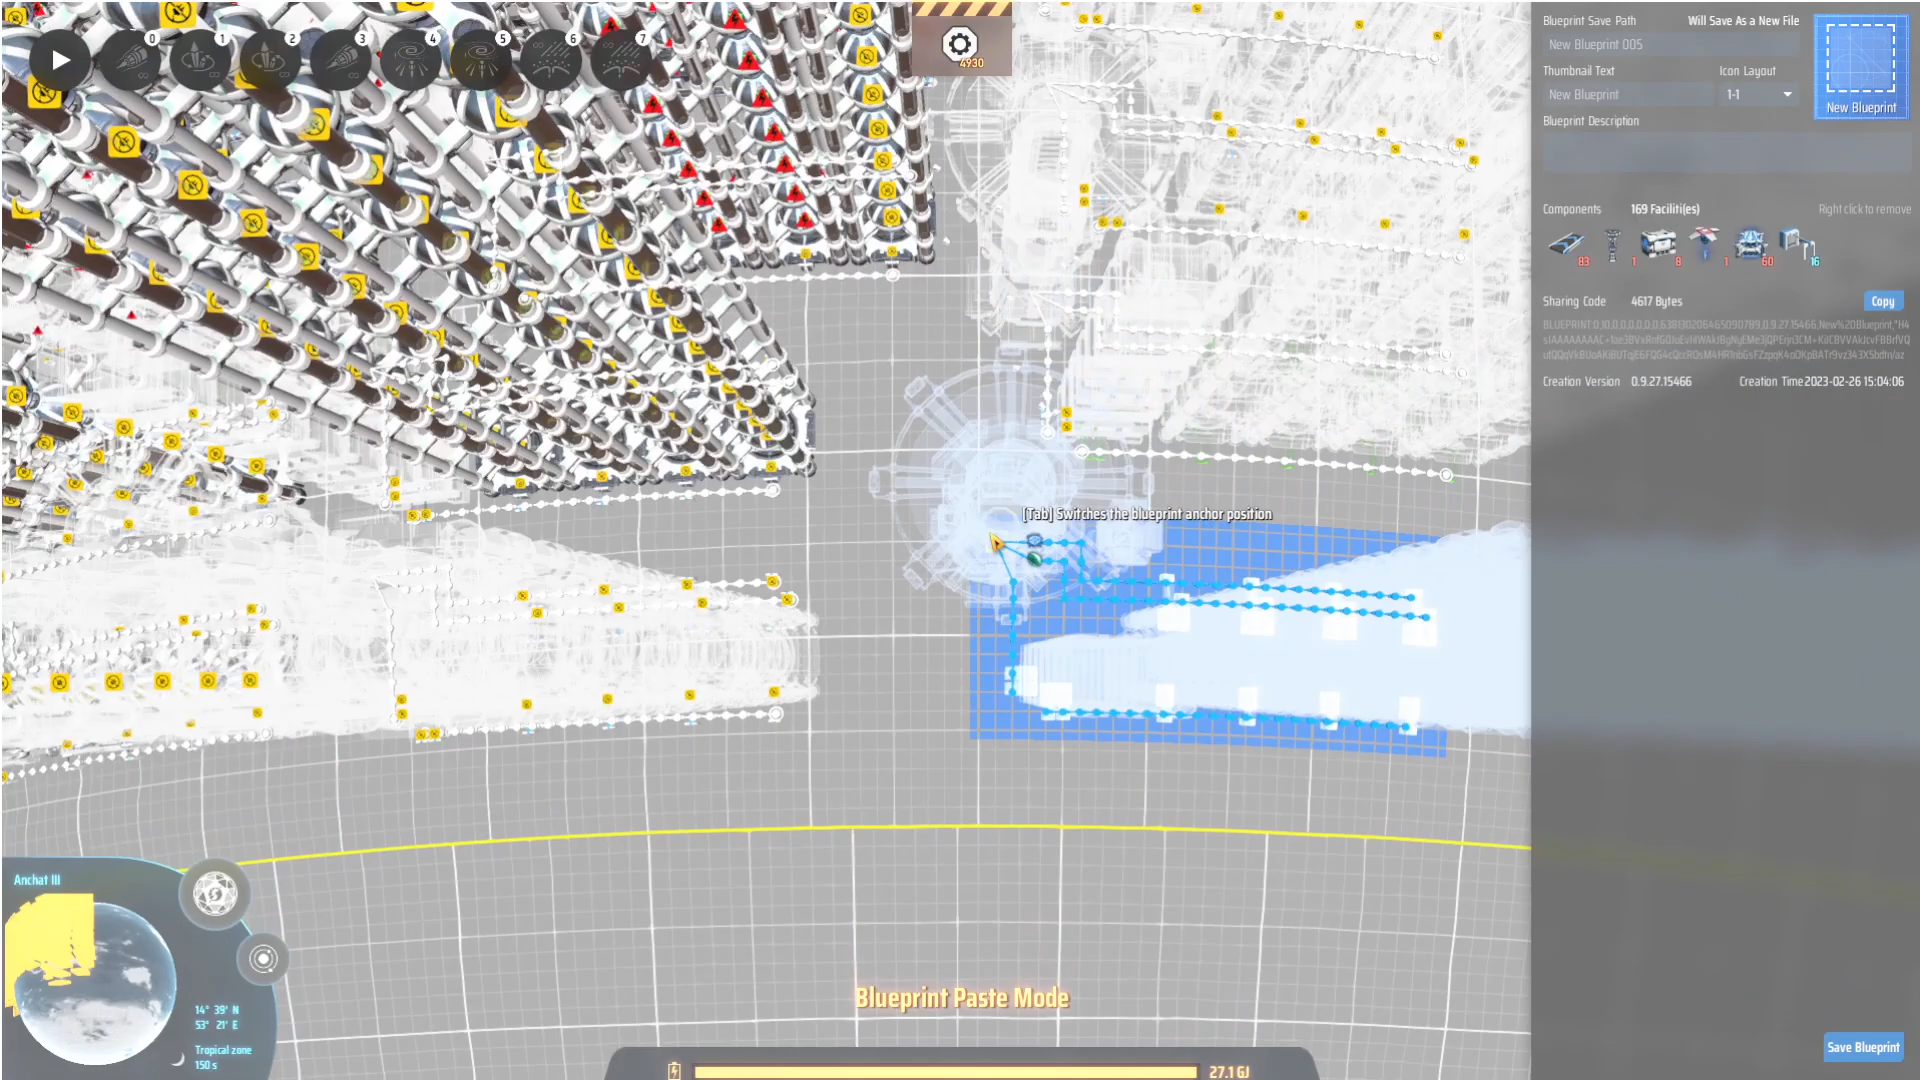 0
1
2
3
4
5
6
7
4930
Blueprint Save Path
Will Save As a New File
New Blueprint 005
Thumbnail Text
Icon Layout
New Blueprint
1-1
New Blueprint
Blueprint Description
Components
169 Faciliti(es)
Right click to remove
83
1
8
1
60
16
Sharing Code
4617 Bytes
Copy
Creation Version
0.9.27.15466
Creation Time 2023-02-26 15:04:06
[Tab] Switches the blueprint anchor position
Anchat III
14° 39' N
53° 21' E
Tropical zone
150 s
Blueprint Paste Mode
27.1 GJ
Save Blueprint